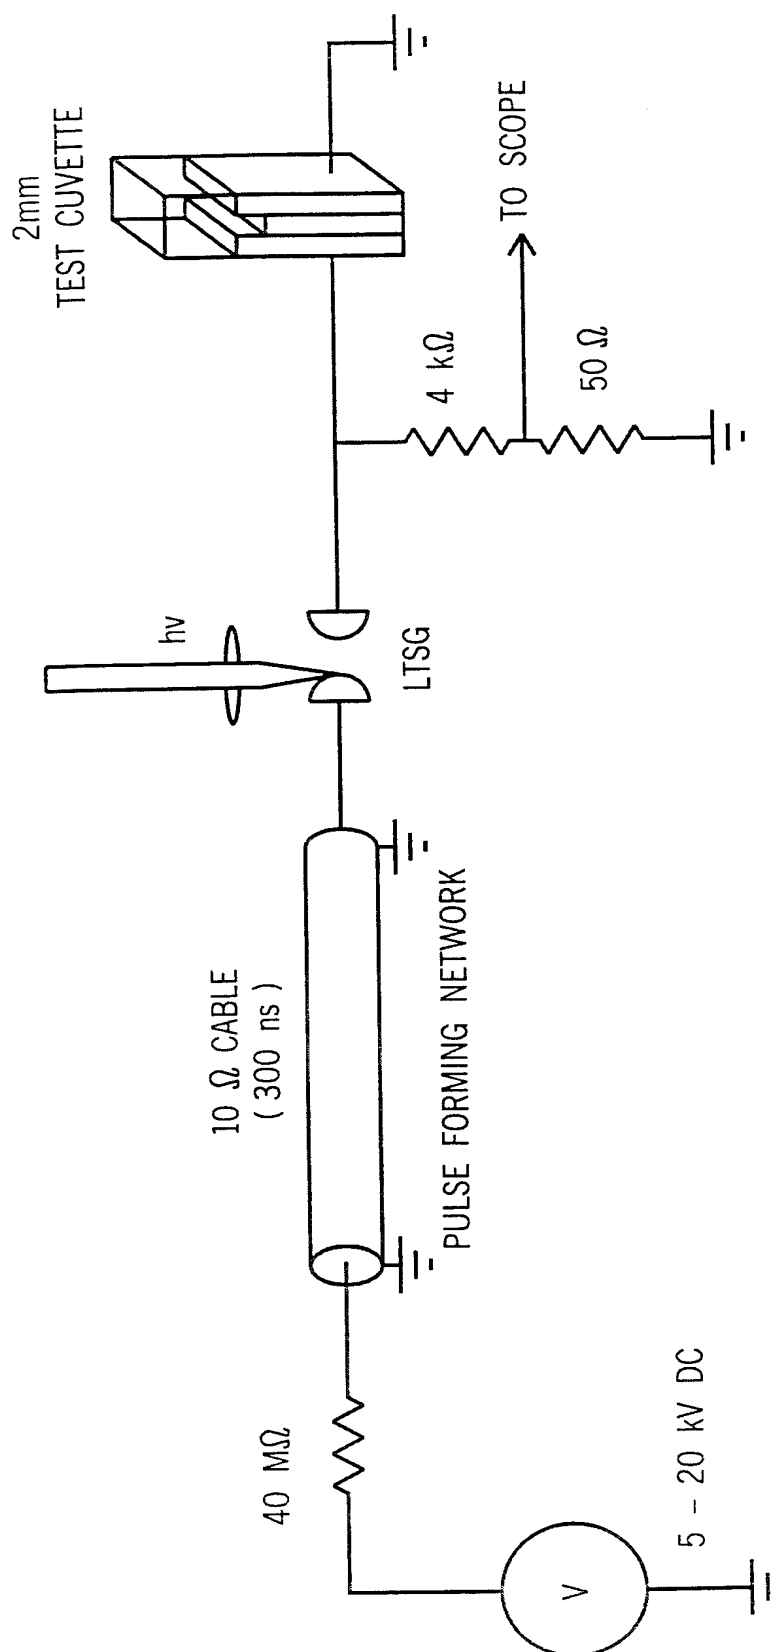 2mm
TEST CUVETTE
TO SCOPE
4 kΩ
50 Ω
hν
LTSG
10 Ω CABLE
( 300 ns )
PULSE FORMING NETWORK
40 MΩ
V
5 - 20 kV DC